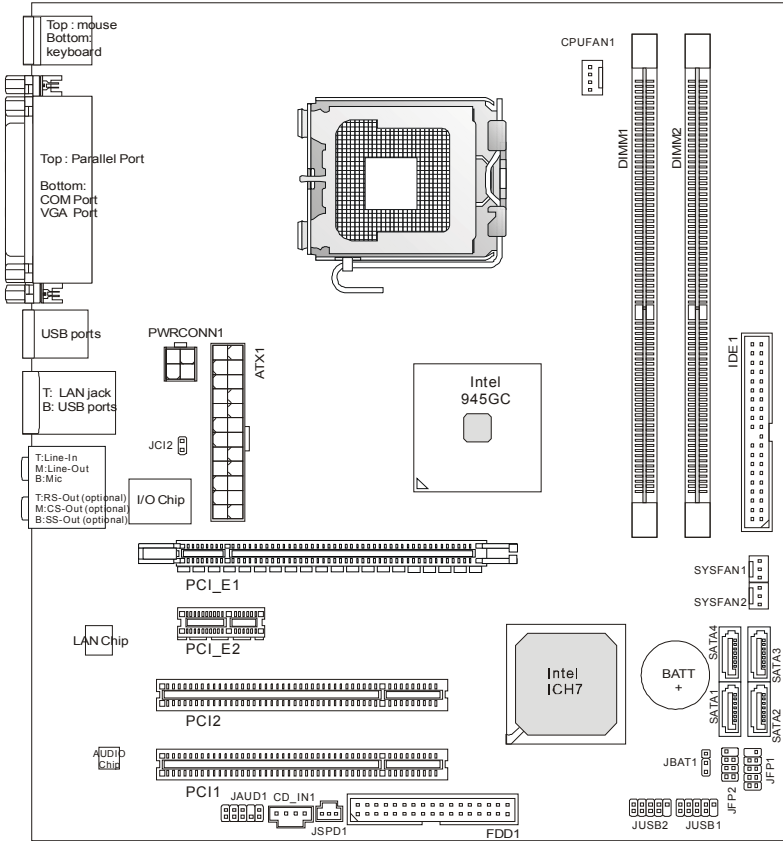 Top : mouse
Bottom:
keyboard
CPUFAN1
DIMM1
DIMM2
Top : Parallel Port
Bottom:
COM Port
VGA Port
USB ports
PWRCONN1
ATX1
IDE 1
T: LAN jack
B: USB ports
Intel
945GC
JCI2
T:Line-In
M:Line-Out
B:Mic
T:RS-Out (optional)
M:CS-Out (optional)
B:SS-Out (optional)
I/O Chip
PCI_E1
SYSFAN1
SYSFAN2
LAN Chip
PCI_E2
SATA4
SATA3
Intel
ICH7
BATT
+
SATA1
SATA2
PCI2
AUDIO
Chip
JBAT1
JFP1
JFP2
PCI1
JAUD1
CD_IN1
JSPD1
FDD1
JUSB2
JUSB1